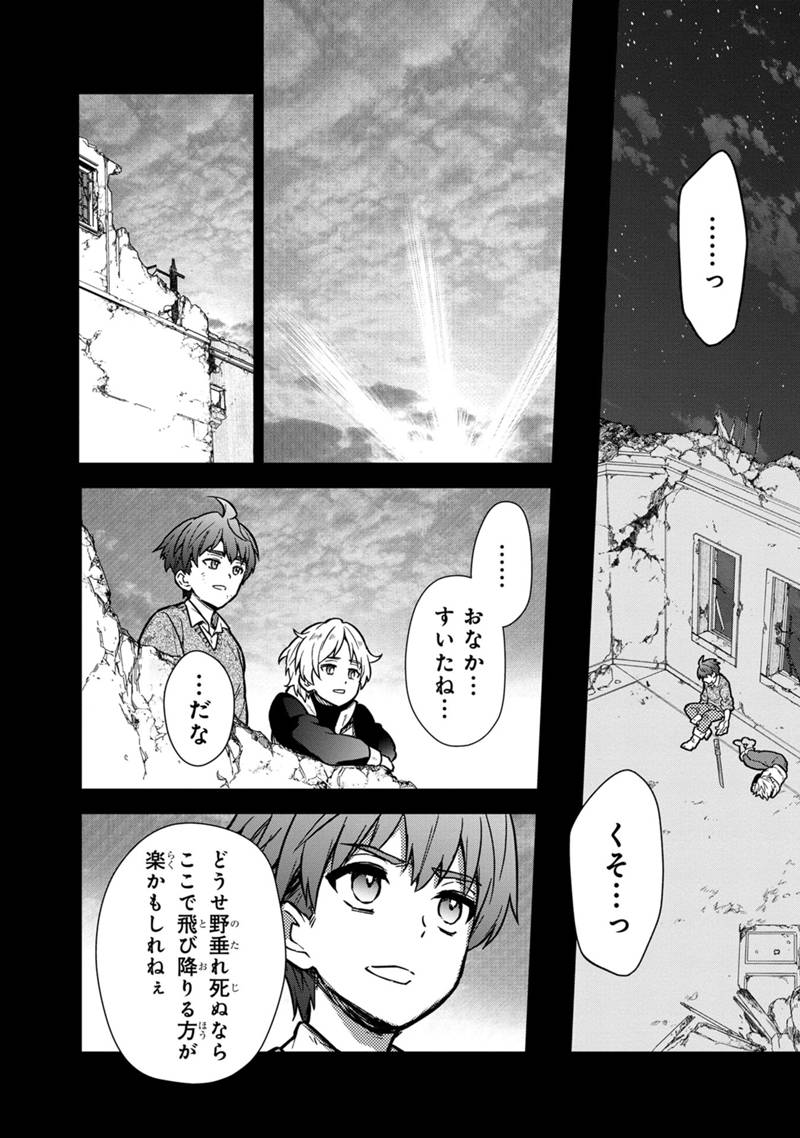 ……っ
くそ…っ
……
おなか…
すいたね…
…だな
どうせ野垂れ死ぬなら
ここで飛び降りる方が
楽かもしれねぇ